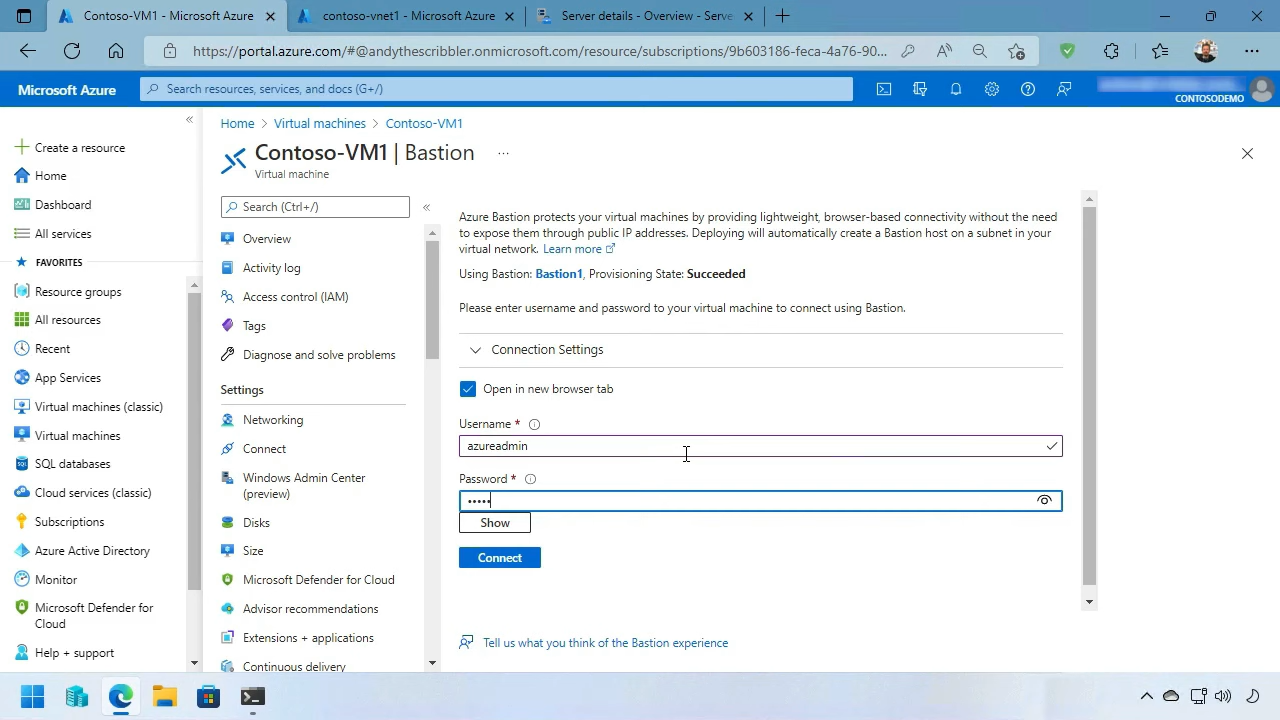 Contoso-VM1 - Microsoft Azure
contoso-vnet1 - Microsoft Azure
Server details - Overview - Serve
https://portal.azure.com/#@andythescribbler.onmicrosoft.com/resource/subscriptions/9b603186-feca-4a76-90...
Microsoft Azure
Search resources, services, and docs (G+/)
CONTOSODEMO
Create a resource
Home
Dashboard
All services
FAVORITES
Resource groups
All resources
Recent
App Services
Virtual machines (classic)
Virtual machines
SQL databases
Cloud services (classic)
Subscriptions
Azure Active Directory
Monitor
Microsoft Defender for
Cloud
Help + support
Home > Virtual machines > Contoso-VM1
Contoso-VM1 | Bastion ...
Virtual machine
Search (Ctrl+/)
Overview
Activity log
Access control (IAM)
Tags
Diagnose and solve problems
Settings
Networking
Connect
Windows Admin Center
(preview)
Disks
Size
Microsoft Defender for Cloud
Advisor recommendations
Extensions + applications
Continuous delivery
Azure Bastion protects your virtual machines by providing lightweight, browser-based connectivity without the need
to expose them through public IP addresses. Deploying will automatically create a Bastion host on a subnet in your
virtual network. Learn more
Using Bastion: Bastion1, Provisioning State: Succeeded
Please enter username and password to your virtual machine to connect using Bastion.
Connection Settings
Open in new browser tab
Username *
azureadmin
Password *
•••••
Show
Connect
Tell us what you think of the Bastion experience